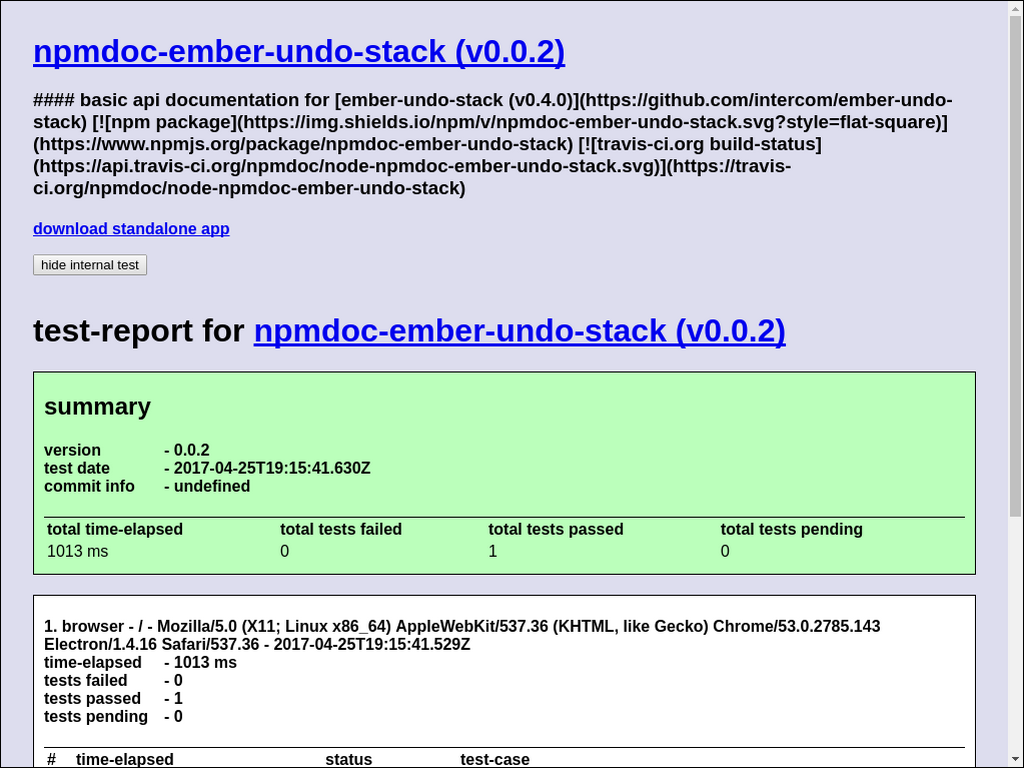 npmdoc-ember-undo-stack (v0.0.2)
#### basic api documentation for [ember-undo-stack (v0.4.0)](https://github.com/intercom/ember-undo-
stack) [![npm package](https://img.shields.io/npm/v/npmdoc-ember-undo-stack.svg?style=flat-square)]
(https://www.npmjs.org/package/npmdoc-ember-undo-stack) [![travis-ci.org build-status]
(https://api.travis-ci.org/npmdoc/node-npmdoc-ember-undo-stack.svg)](https://travis-
ci.org/npmdoc/node-npmdoc-ember-undo-stack)
download standalone app
hide internal test
test-report for npmdoc-ember-undo-stack (v0.0.2)
summary
version - 0.0.2
test date - 2017-04-25T19:15:41.630Z
commit info - undefined
total time-elapsed total tests failed total tests passed total tests pending
1013 ms 0 1 0
1. browser - / - Mozilla/5.0 (X11; Linux x86_64) AppleWebKit/537.36 (KHTML, like Gecko) Chrome/53.0.2785.143
Electron/1.4.16 Safari/537.36 - 2017-04-25T19:15:41.529Z
time-elapsed - 1013 ms
tests failed - 0
tests passed - 1
tests pending - 0
# time-elapsed status test-case